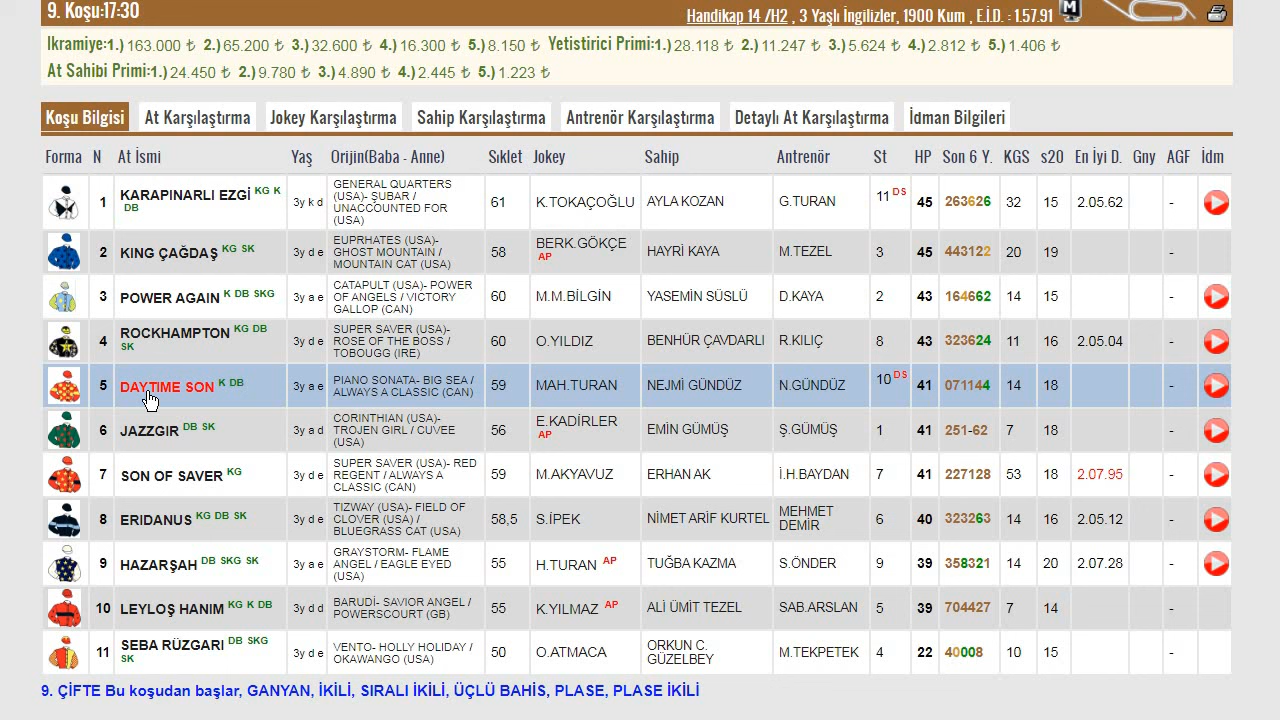 9. Koşu:17:30
Handikap 14 /H2 , 3 Yaşlı İngilizler, 1900 Kum , E.İ.D. : 1.57.91
M
Ikramiye:1.) 163.000 ₺ 2.) 65.200 ₺ 3.) 32.600 ₺ 4.) 16.300 ₺ 5.) 8.150 ₺ Yetistirici Primi:1.) 28.118 ₺ 2.) 11.247 ₺ 3.) 5.624 ₺ 4.) 2.812 ₺ 5.) 1.406 ₺
At Sahibi Primi:1.) 24.450 ₺ 2.) 9.780 ₺ 3.) 4.890 ₺ 4.) 2.445 ₺ 5.) 1.223 ₺
Koşu Bilgisi At Karşılaştırma Jokey Karşılaştırma Sahip Karşılaştırma Antrenör Karşılaştırma Detaylı At Karşılaştırma İdman Bilgileri
Forma N At İsmi Yaş Orijin(Baba - Anne) Sıklet Jokey Sahip Antrenör St HP Son 6 Y. KGS s20 En İyi D. Gny AGF İdm
1 KARAPINARLI EZGİ KG K DB 3y k d GENERAL QUARTERS (USA)- ŞUBAR / UNACCOUNTED FOR (USA) 61 K.TOKAÇOĞLU AYLA KOZAN G.TURAN 11 DS 45 263626 32 15 2.05.62 -
2 KING ÇAĞDAŞ KG SK 3y d e EUPRHATES (USA)- GHOST MOUNTAIN / MOUNTAIN CAT (USA) 58 BERK.GÖKÇE AP HAYRİ KAYA M.TEZEL 3 45 443122 20 19 -
3 POWER AGAIN K DB SKG 3y a e CATAPULT (USA)- POWER OF ANGELS / VICTORY GALLOP (CAN) 60 M.M.BİLGİN YASEMİN SÜSLÜ D.KAYA 2 43 164662 14 15 -
4 ROCKHAMPTON KG DB SK 3y d e SUPER SAVER (USA)- ROSE OF THE BOSS / TOBOUGG (IRE) 60 O.YILDIZ BENHÜR ÇAVDARLI R.KILIÇ 8 43 323624 11 16 2.05.04 -
5 DAYTIME SON K DB 3y a e PIANO SONATA- BIG SEA / ALWAYS A CLASSIC (CAN) 59 MAH.TURAN NEJMİ GÜNDÜZ N.GÜNDÜZ 10 DS 41 071144 14 18 -
6 JAZZGIR DB SK 3y a d CORINTHIAN (USA)- TROJEN GIRL / CUVEE (USA) 56 E.KADİRLER AP EMİN GÜMÜŞ Ş.GÜMÜŞ 1 41 251-62 7 18 -
7 SON OF SAVER KG 3y d e SUPER SAVER (USA)- RED REGENT / ALWAYS A CLASSIC (CAN) 59 M.AKYAVUZ ERHAN AK İ.H.BAYDAN 7 41 227128 53 18 2.07.95 -
8 ERIDANUS KG DB SK 3y d e TIZWAY (USA)- FIELD OF CLOVER (USA) / BLUEGRASS CAT (USA) 58,5 S.İPEK NİMET ARİF KURTEL MEHMET DEMİR 6 40 323263 14 16 2.05.12 -
9 HAZARŞAH DB SKG SK 3y a e GRAYSTORM- FLAME ANGEL / EAGLE EYED (USA) 55 H.TURAN AP TUĞBA KAZMA S.ÖNDER 9 39 358321 14 20 2.07.28 -
10 LEYLOŞ HANIM KG K DB 3y d d BARUDİ- SAVIOR ANGEL / POWERSCOURT (GB) 55 K.YILMAZ AP ALİ ÜMİT TEZEL SAB.ARSLAN 5 39 704427 7 14 -
11 SEBA RÜZGARI DB SKG SK 3y d e VENTO- HOLLY HOLIDAY / OKAWANGO (USA) 50 O.ATMACA ORKUN C. GÜZELBEY M.TEKPETEK 4 22 40008 10 15 -
9. ÇİFTE Bu koşudan başlar, GANYAN, İKİLİ, SIRALI İKİLİ, ÜÇLÜ BAHİS, PLASE, PLASE İKİLİ